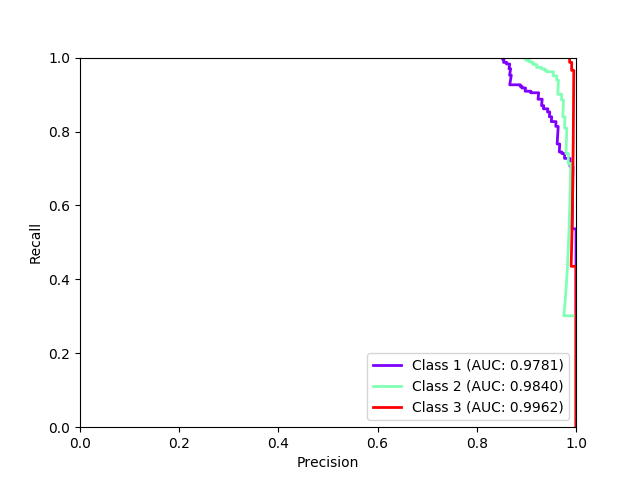 1.0
0.8
0.6
0.4
0.2
0.0
Recall
0.0 0.2 0.4 0.6 0.8 1.0
Precision
Class 1 (AUC: 0.9781)
Class 2 (AUC: 0.9840)
Class 3 (AUC: 0.9962)